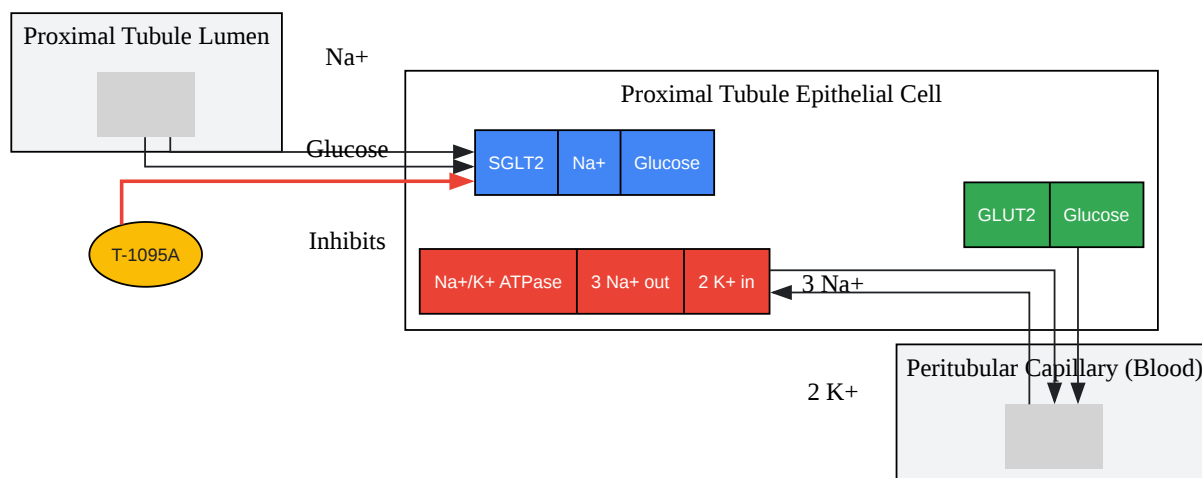 Proximal Tubule Lumen
Na+
Proximal Tubule Epithelial Cell
Glucose
SGLT2 Na+ Glucose
GLUT2 Glucose
Inhibits
T-1095A
Na+/K+ ATPase 3 Na+ out 2 K+ in
3 Na+
Peritubular Capillary (Blood)
2 K+